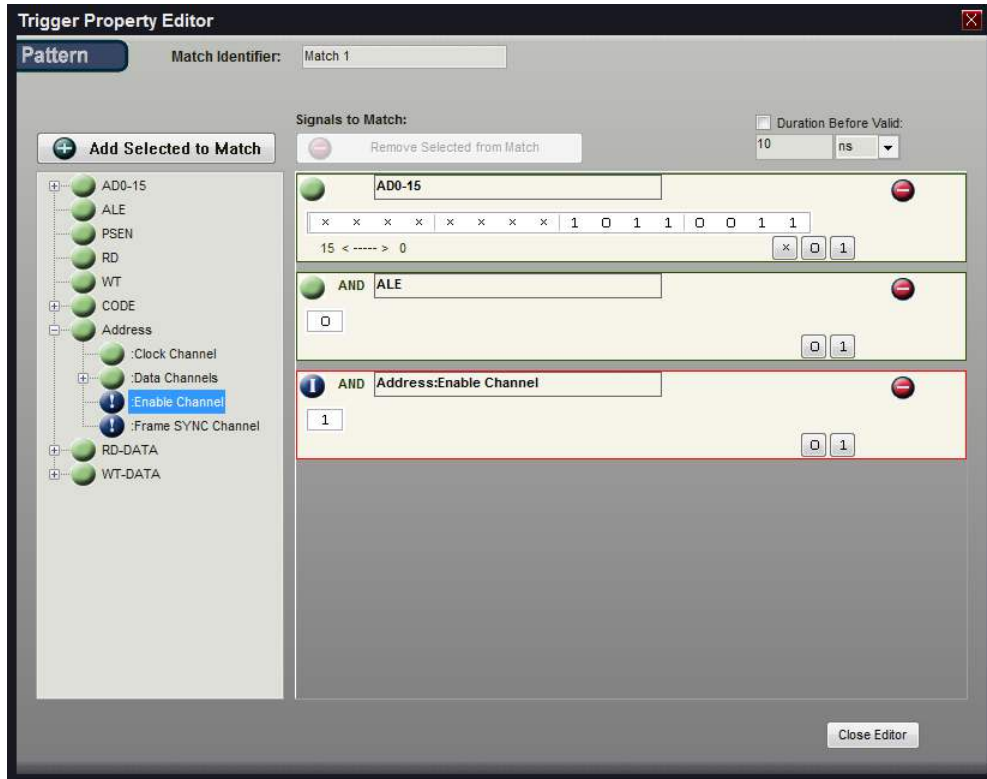 Trigger Property Editor
Pattern
Match Identifier: Match 1
Signals to Match:
Duration Before Valid:
Add Selected to Match
Remove Selected from Match
10 ns
AD0-15
ALE
PSEN
RD
WT
CODE
Address
:Clock Channel
:Data Channels
:Enable Channel
:Frame SYNC Channel
RD-DATA
WT-DATA
AD0-15
× × × × × × × × 1 0 1 1 0 0 1 1
15 < ----- > 0 × 0 1
AND ALE
0
0 1
AND Address:Enable Channel
1
0 1
Close Editor